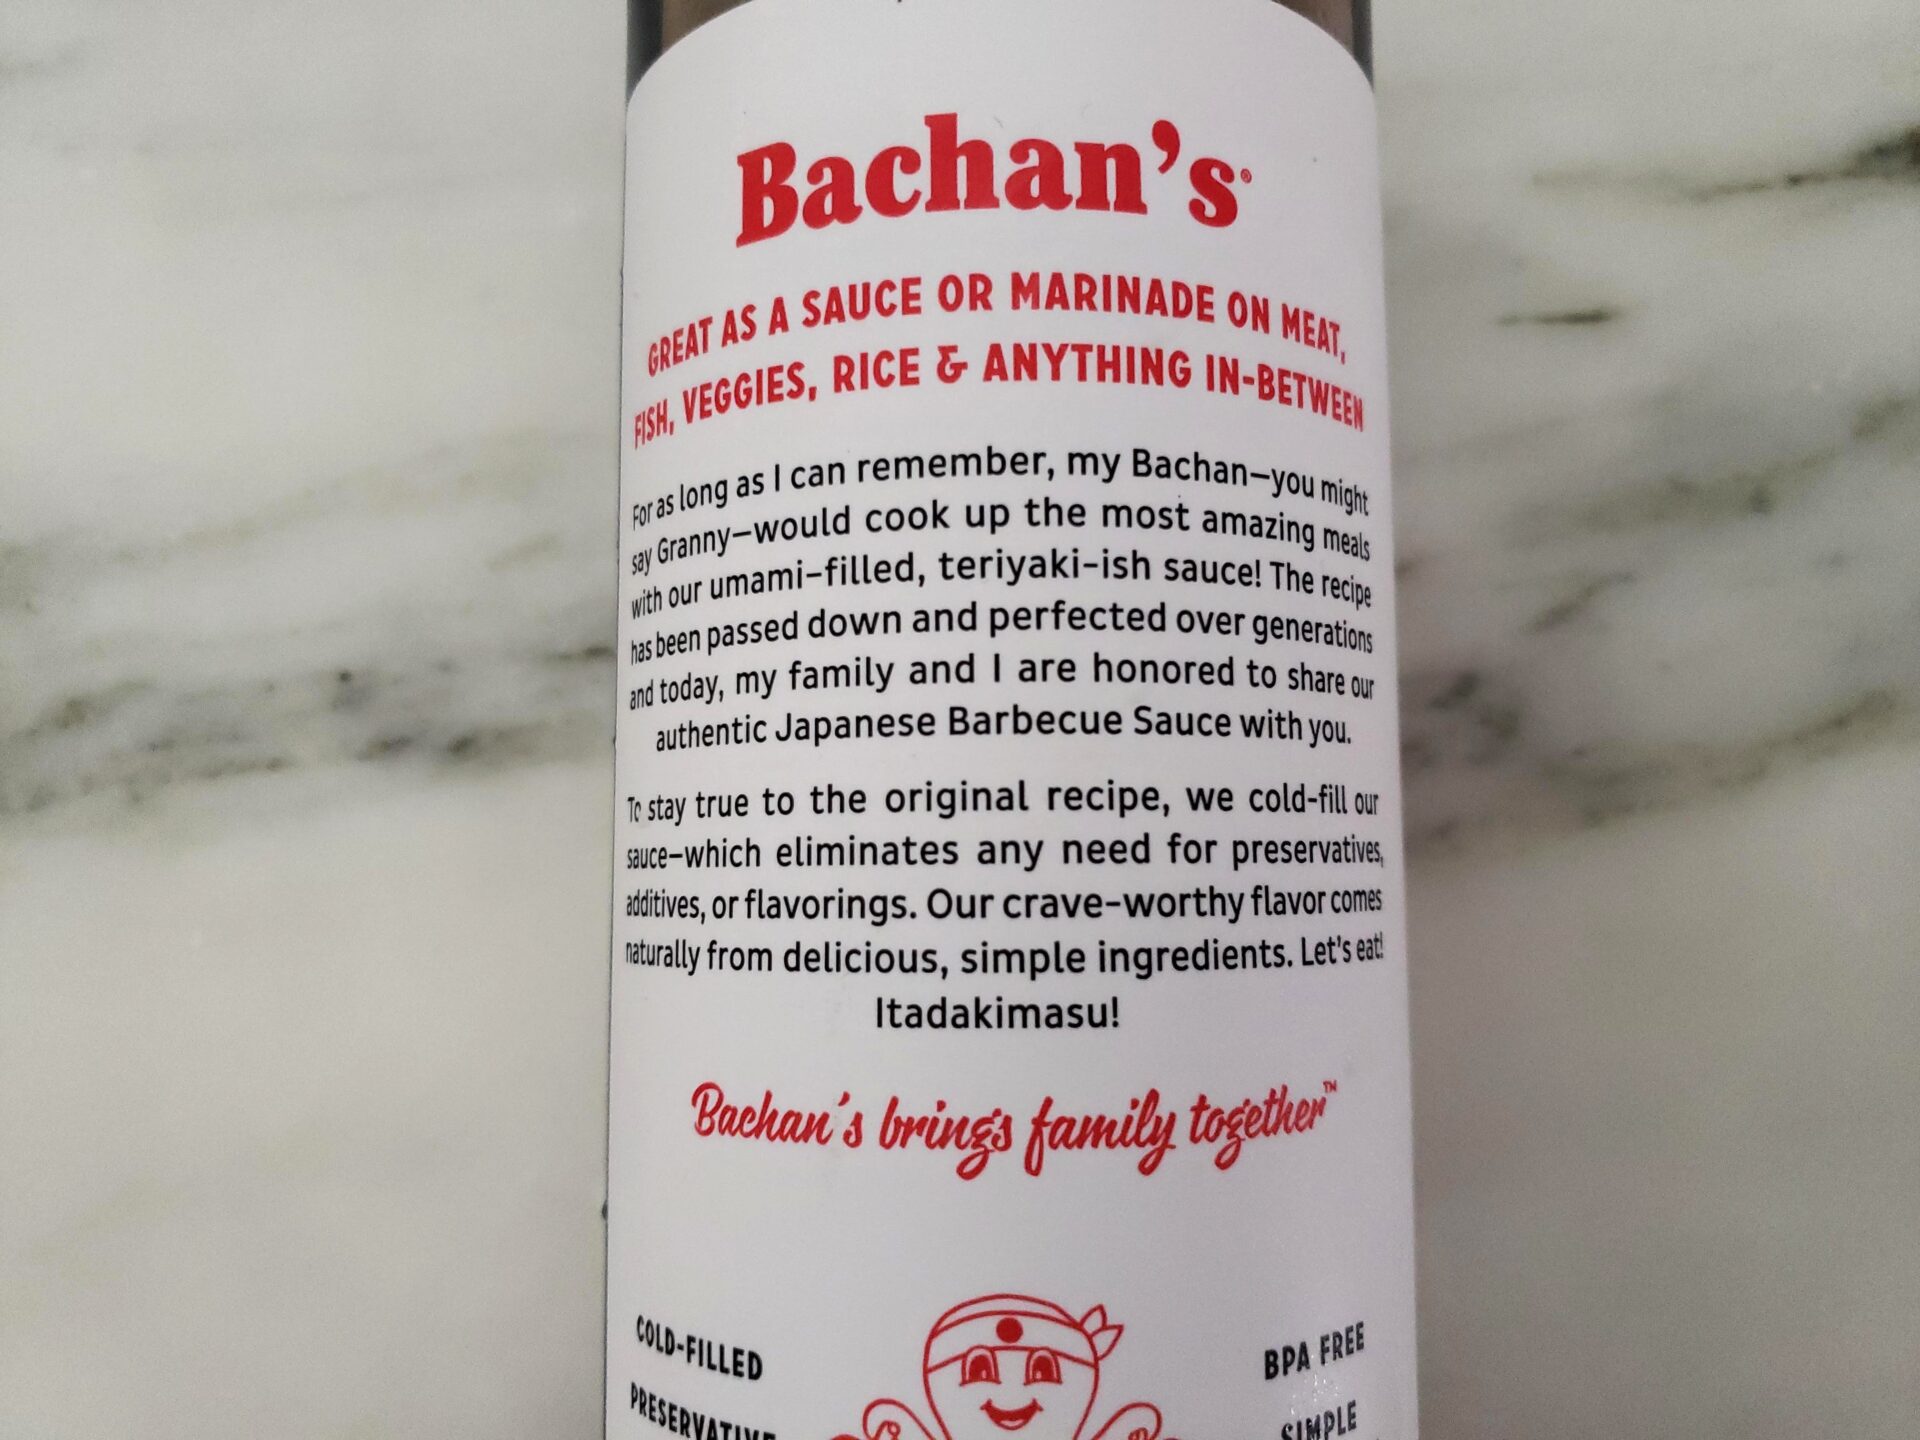 Bachan's®
GREAT AS A SAUCE OR MARINADE ON MEAT,
FISH, VEGGIES, RICE & ANYTHING IN-BETWEEN
For as long as I can remember, my Bachan—you might
say Granny—would cook up the most amazing meals
with our umami-filled, teriyaki-ish sauce! The recipe
has been passed down and perfected over generations
and today, my family and I are honored to share our
authentic Japanese Barbecue Sauce with you.
To stay true to the original recipe, we cold-fill our
sauce—which eliminates any need for preservatives,
additives, or flavorings. Our crave-worthy flavor comes
naturally from delicious, simple ingredients. Let's eat!
Itadakimasu!
Bachan's brings family together™
COLD-FILLED
BPA FREE
PRESERVATIVE
SIMPLE